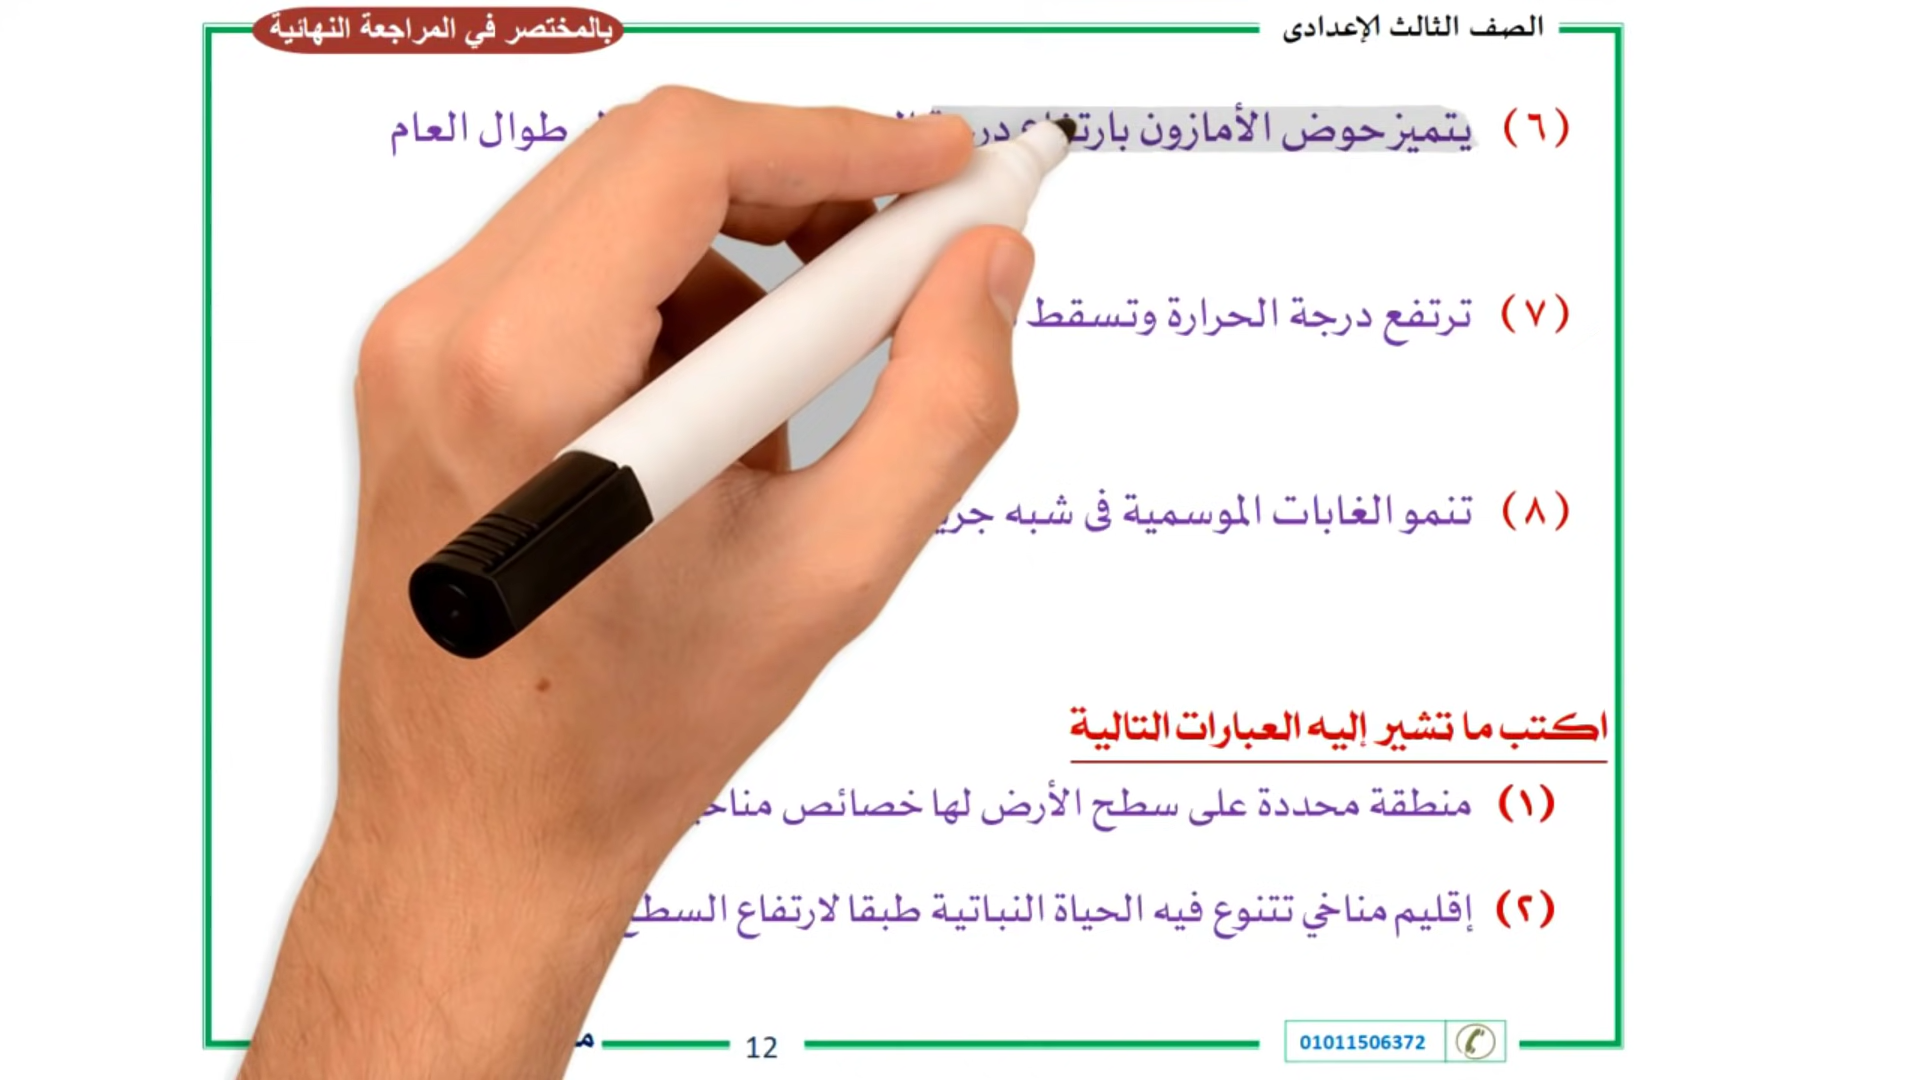 الصف الثالث الإعدادى
بالمختصر في المراجعة النهائية
(٦) يتميز حوض الأمازون بارتفاع طوال العام
(٧) ترتفع درجة الحرارة وتسقط
(٨) تنمو الغابات الموسمية فى شبه
اكتب ما تشير إليه العبارات التالية
(١) منطقة محددة على سطح الأرض لها خصائص
(٢) إقليم مناخي تتنوع فيه الحياة النباتية طبقا لارتفاع السطح
01011506372
12